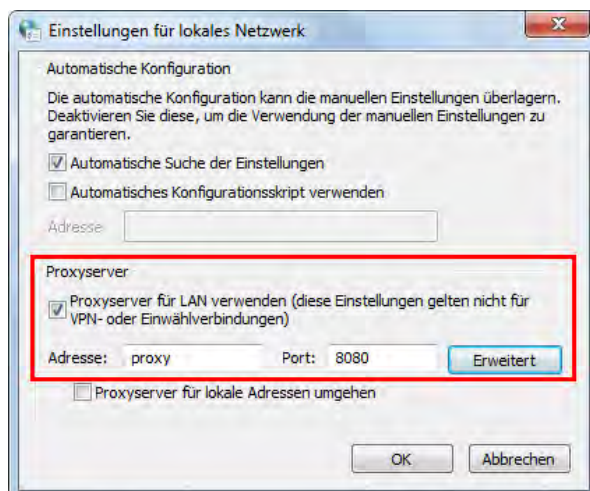 Einstellungen für lokales Netzwerk
Automatische Konfiguration
Die automatische Konfiguration kann die manuellen Einstellungen überlagern.
Deaktivieren Sie diese, um die Verwendung der manuellen Einstellungen zu
garantieren.
Automatische Suche der Einstellungen
Automatisches Konfigurationsskript verwenden
Adresse
Proxyserver
Proxyserver für LAN verwenden (diese Einstellungen gelten nicht für
VPN- oder Einwählverbindungen)
Adresse: proxy Port: 8080 Erweitert
Proxyserver für lokale Adressen umgehen
OK Abbrechen